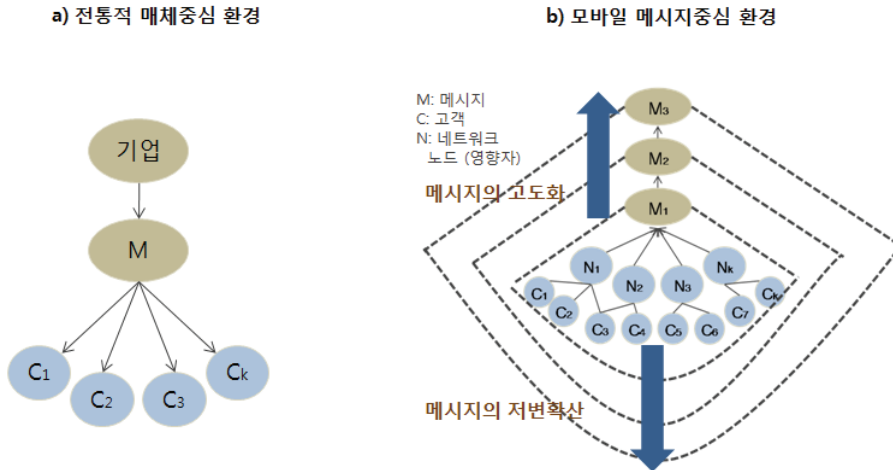 a) 전통적 매체중심 환경
기업
M
C1
C2
C3
Ck
b) 모바일 메시지중심 환경
M: 메시지
C: 고객
N: 네트워크
노드 (영향자)
메시지의 고도화
M3
M2
M1
N1
N2
N3
Nk
C1
C2
C3
C4
C5
C6
C7
Ck
메시지의 저변확산